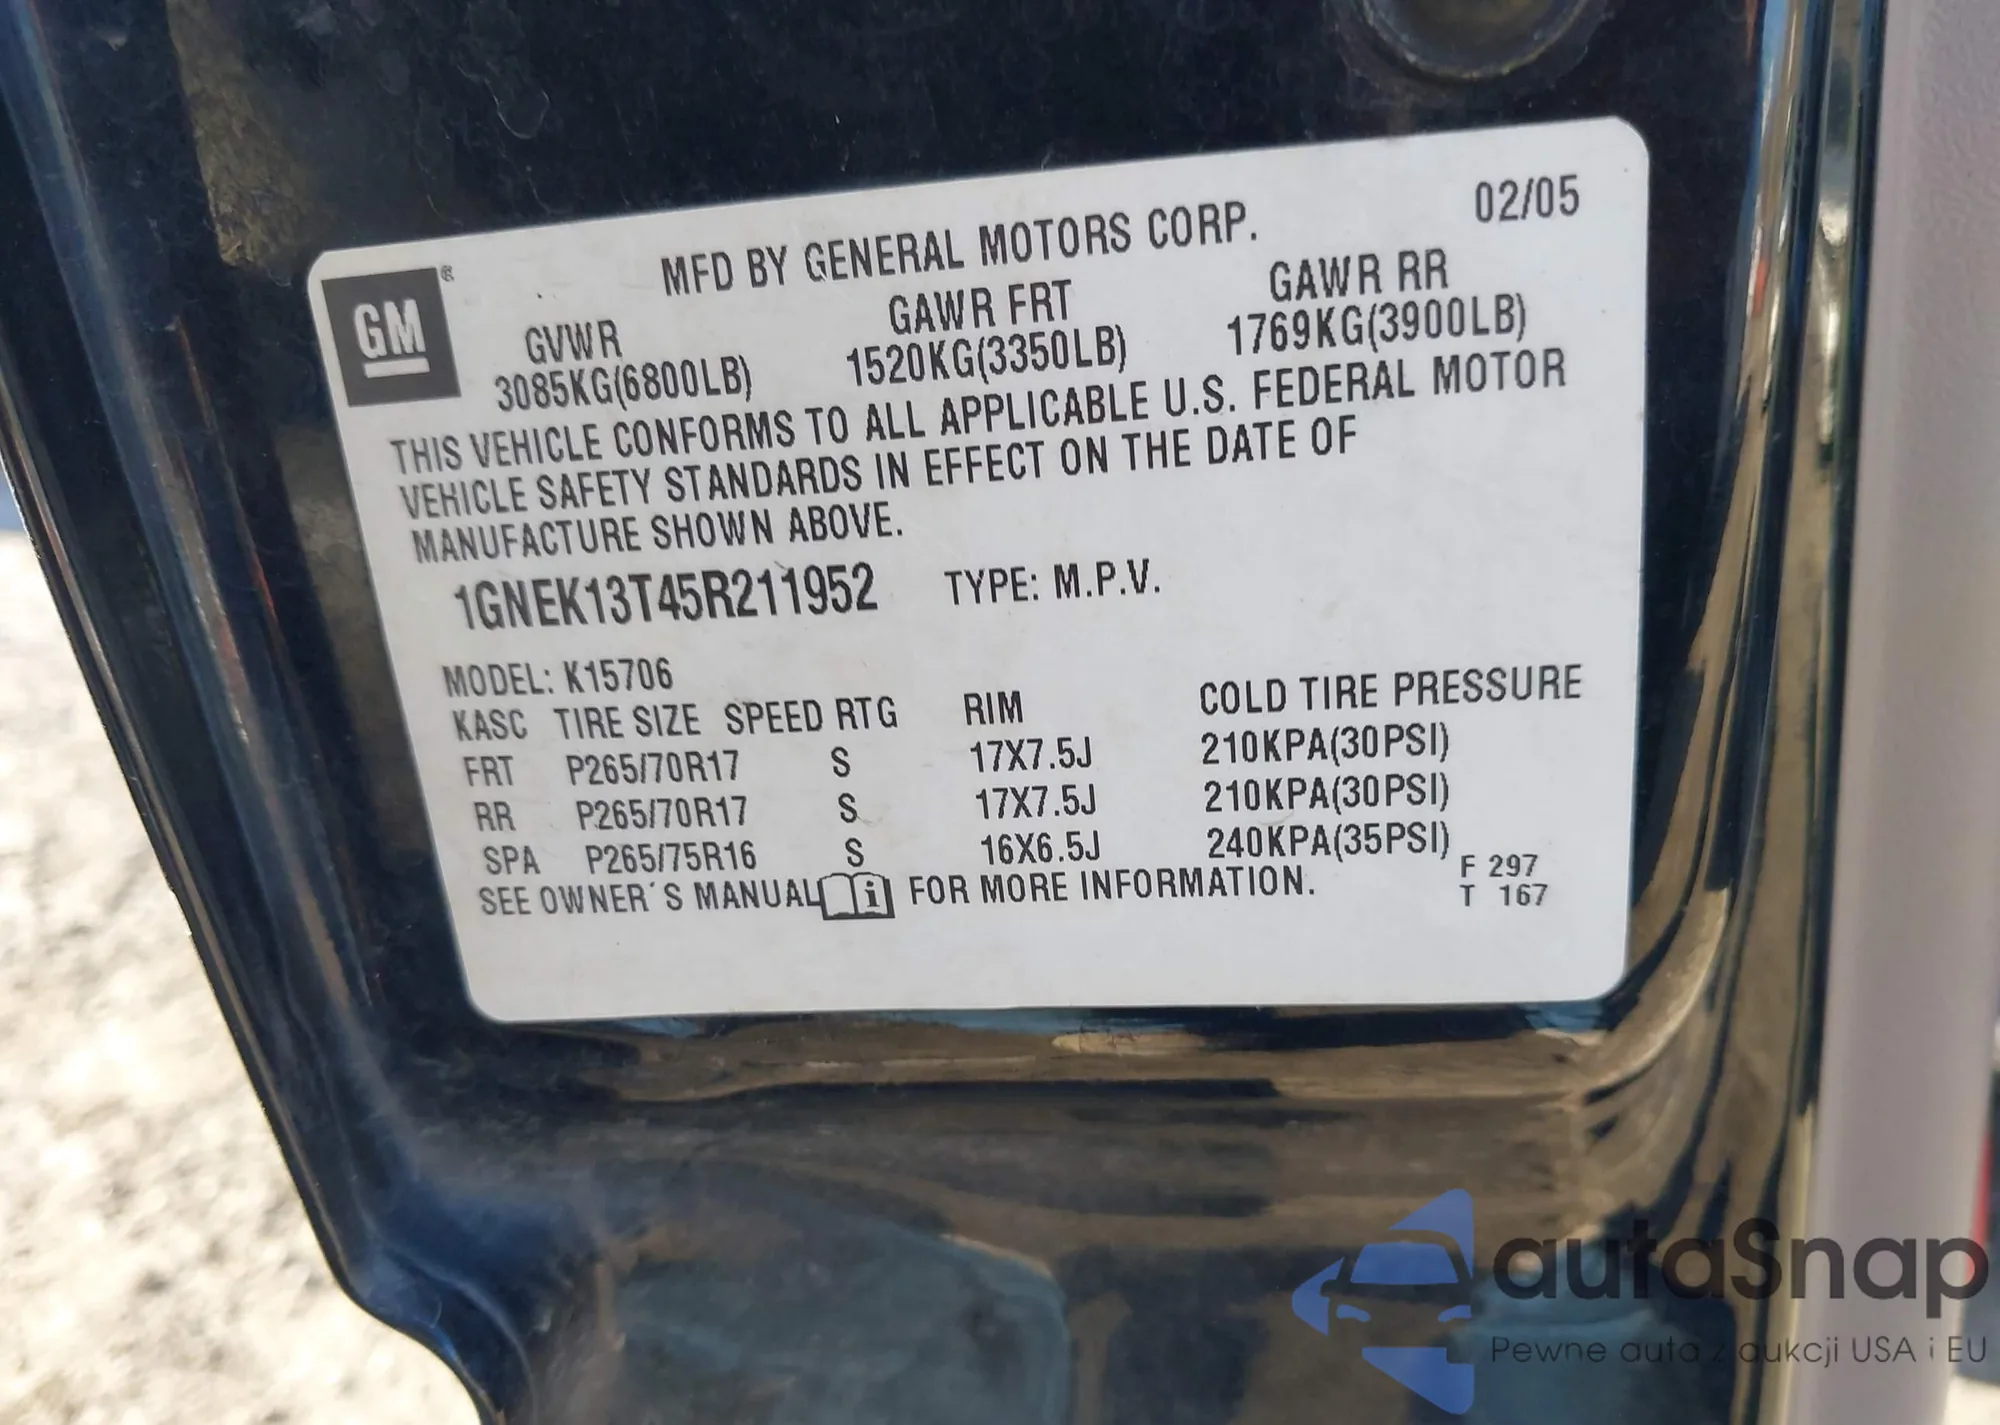 02/05
MFD BY GENERAL MOTORS CORP.
GM®
GVWR GAWR FRT GAWR RR
3085KG(6800LB) 1520KG(3350LB) 1769KG(3900LB)
THIS VEHICLE CONFORMS TO ALL APPLICABLE U.S. FEDERAL MOTOR
VEHICLE SAFETY STANDARDS IN EFFECT ON THE DATE OF
MANUFACTURE SHOWN ABOVE.
1GNEK13T45R211952 TYPE: M.P.V.
MODEL: K15706
KASC TIRE SIZE SPEED RTG RIM COLD TIRE PRESSURE
FRT P265/70R17 S 17X7.5J 210KPA(30PSI)
RR P265/70R17 S 17X7.5J 210KPA(30PSI)
SPA P265/75R16 S 16X6.5J 240KPA(35PSI)
SEE OWNER´S MANUAL i FOR MORE INFORMATION.
F 297
T 167
autaSnap
Pewne auta z aukcji USA i EU